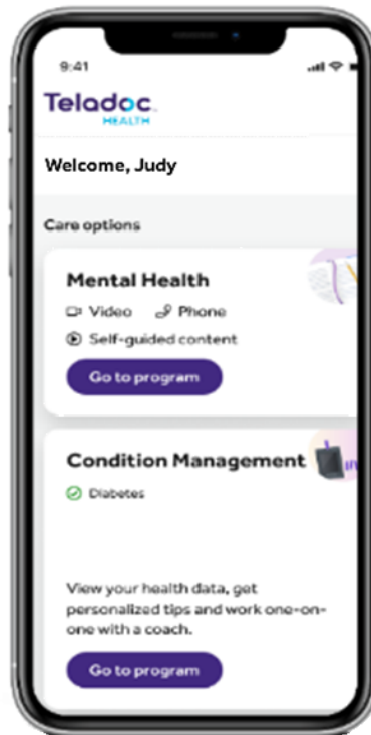 9:41
Teladoc
HEALTH
Welcome, Judy
Care options
Mental Health
Video Phone
Self-guided content
Go to program
Condition Management
Diabetes
View your health data, get
personalized tips and work one-on-
one with a coach.
Go to program